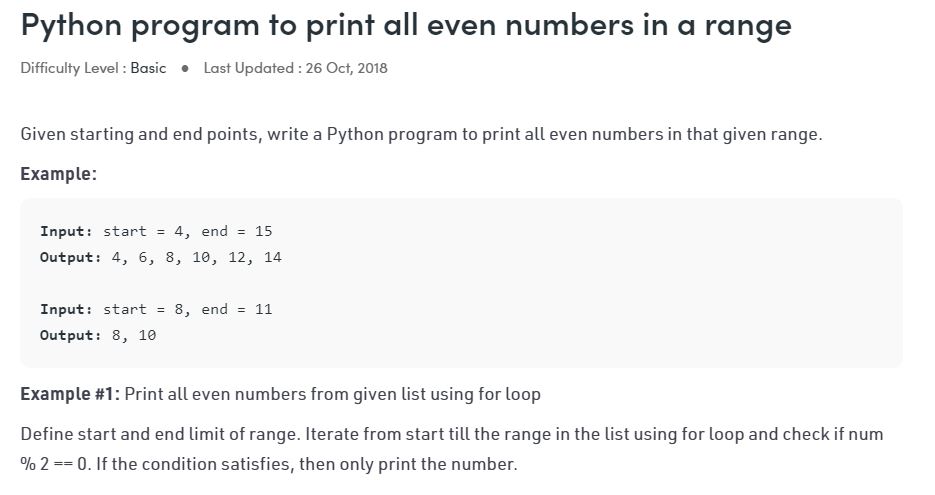 Python program to print all even numbers in a range
Difficulty Level : Basic ● Last Updated : 26 Oct, 2018
Given starting and end points, write a Python program to print all even numbers in that given range.
Example:
Input: start = 4, end = 15
Output: 4, 6, 8, 10, 12, 14
Input: start = 8, end = 11
Output: 8, 10
Example #1: Print all even numbers from given list using for loop
Define start and end limit of range. Iterate from start till the range in the list using for loop and check if num
% 2 == 0. If the condition satisfies, then only print the number.